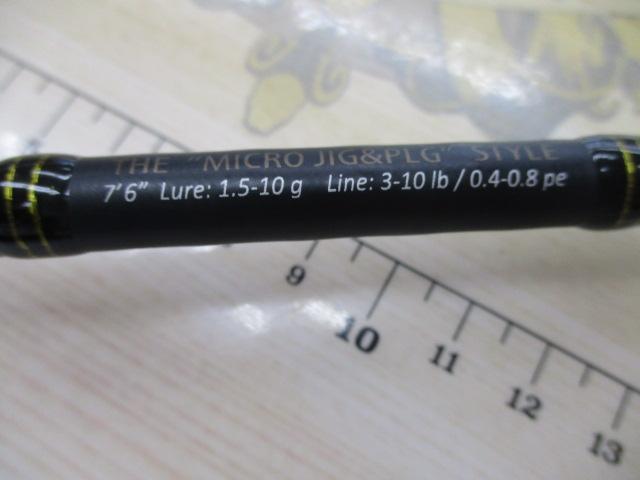 THE "MICRO JIG&PLG" STYLE
7'6" Lure: 1.5-10 g Line: 3-10 lb / 0.4-0.8 pe
9
10
11
12
13